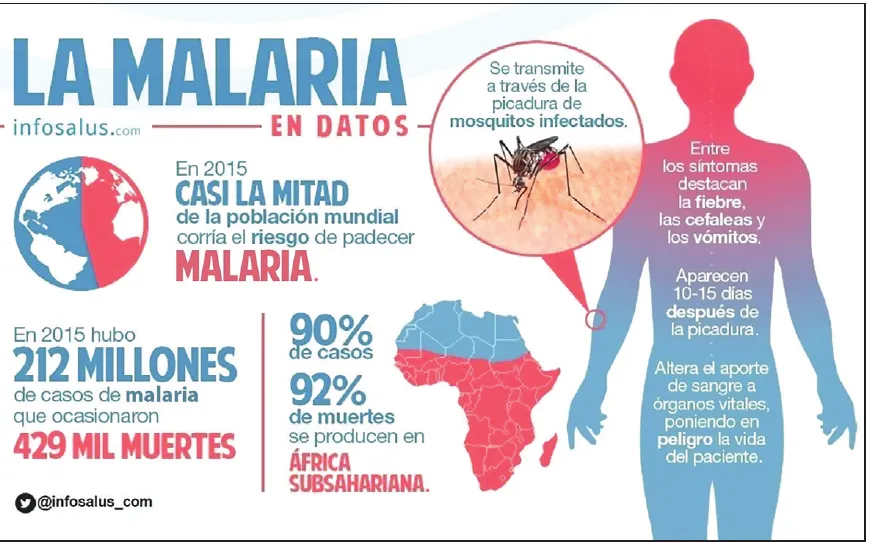 LA MALARIA
infosalus.com
EN DATOS
En 2015
CASI LA MITAD
de la población mundial
corría el riesgo de padecer
MALARIA.
En 2015 hubo
212 MILLONES
de casos de malaria
que ocasionaron
429 MIL MUERTES
90%
de casos
92%
de muertes
se producen en
ÁFRICA
SUBSAHARIANA.
Se transmite
a través de la
picadura de
mosquitos infectados.
Entre
los síntomas
destacan
la fiebre,
las cefaleas y
los vómitos.
Aparecen
10-15 días
después de
la picadura.
Altera el aporte
de sangre a
órganos vitales,
poniendo en
peligro la vida
del paciente.
@infosalus_com